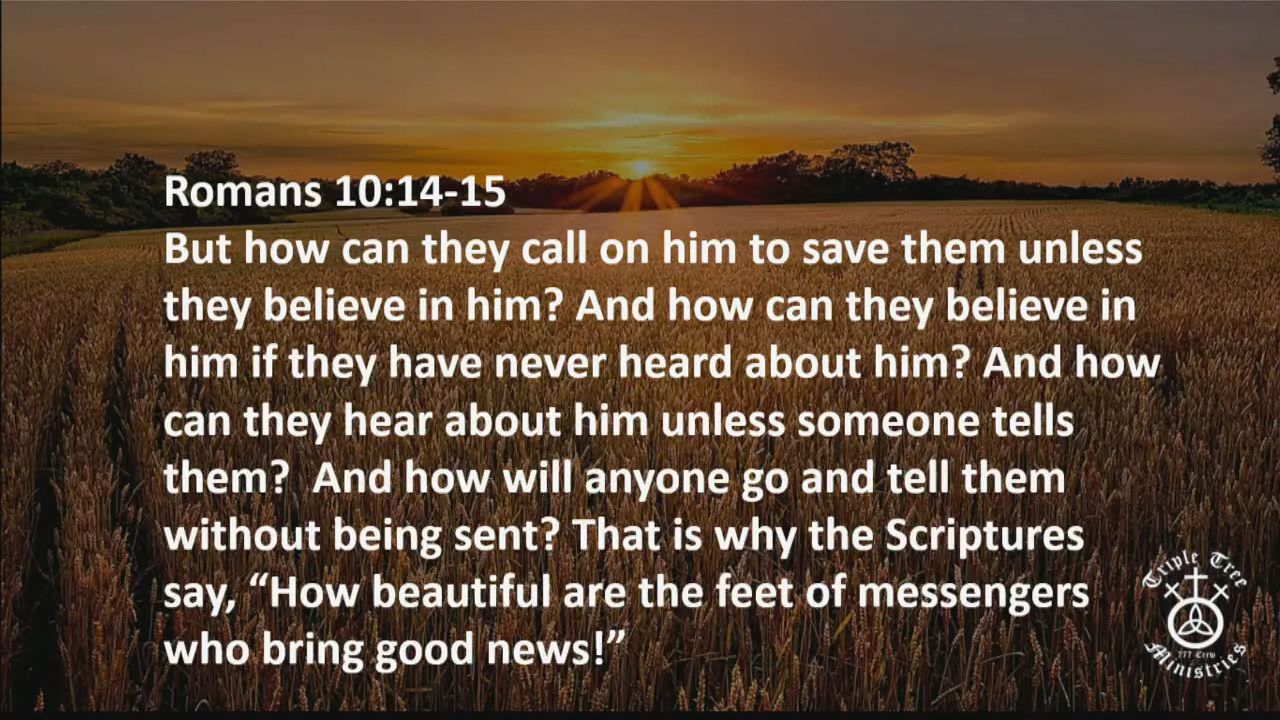 Romans 10:14-15
But how can they call on him to save them unless
they believe in him? And how can they believe in
him if they have never heard about him? And how
can they hear about him unless someone tells
them?  And how will anyone go and tell them
without being sent? That is why the Scriptures
say, “How beautiful are the feet of messengers
who bring good news!”
Triple Tree
777 Crew
Ministries